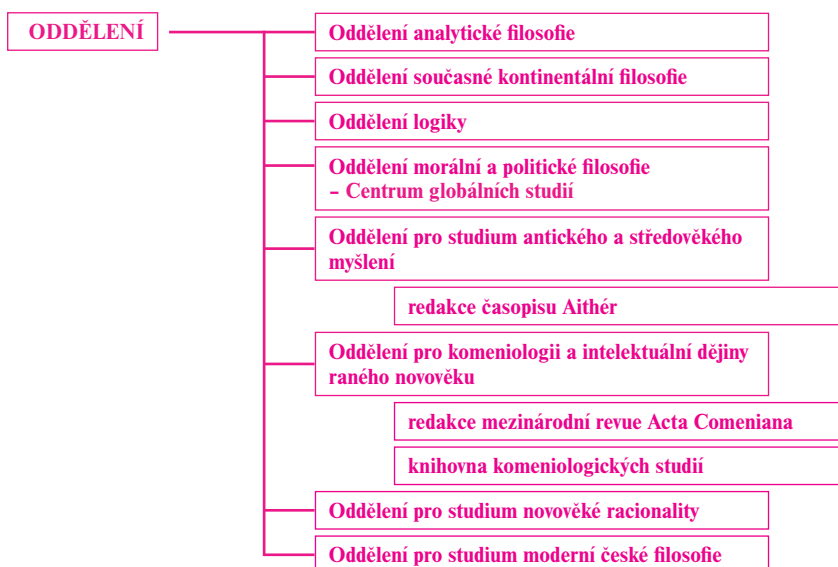 ODDĚLENÍ
Oddělení analytické filosofie
Oddělení současné kontinentální filosofie
Oddělení logiky
Oddělení morální a politické filosofie
– Centrum globálních studií
Oddělení pro studium antického a středověkého
myšlení
redakce časopisu Aithér
Oddělení pro komeniologii a intelektuální dějiny
raného novověku
redakce mezinárodní revue Acta Comeniana
knihovna komeniologických studií
Oddělení pro studium novověké racionality
Oddělení pro studium moderní české filosofie